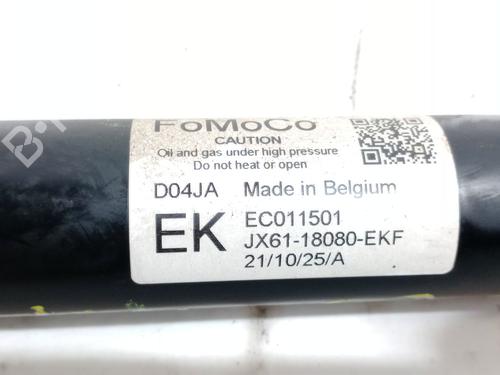 FoMoCo
CAUTION
Oil and gas under high pressure
Do not heat or open
D04JA Made in Belgium
EK
EC011501
JX61-18080-EKF
21/10/25/A